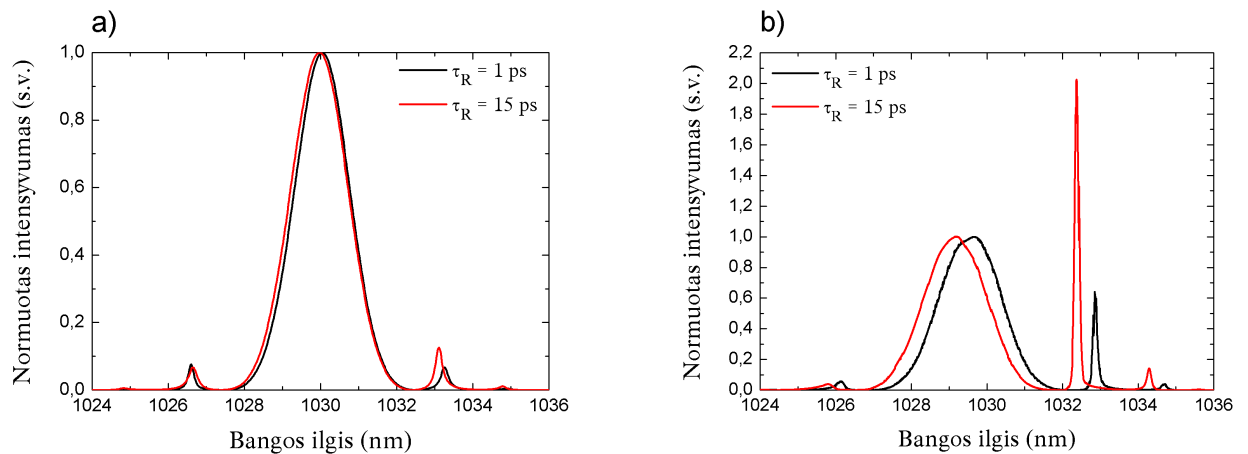 a)
Normuotas intensyvumas (s.v.)
1,0
0,8
0,6
0,4
0,2
0,0
τR = 1 ps
τR = 15 ps
1024 1026 1028 1030 1032 1034 1036
Bangos ilgis (nm)
b)
Normuotas intensyvumas (s.v.)
2,2
2,0
1,8
1,6
1,4
1,2
1,0
0,8
0,6
0,4
0,2
0,0
τR = 1 ps
τR = 15 ps
1024 1026 1028 1030 1032 1034 1036
Bangos ilgis (nm)